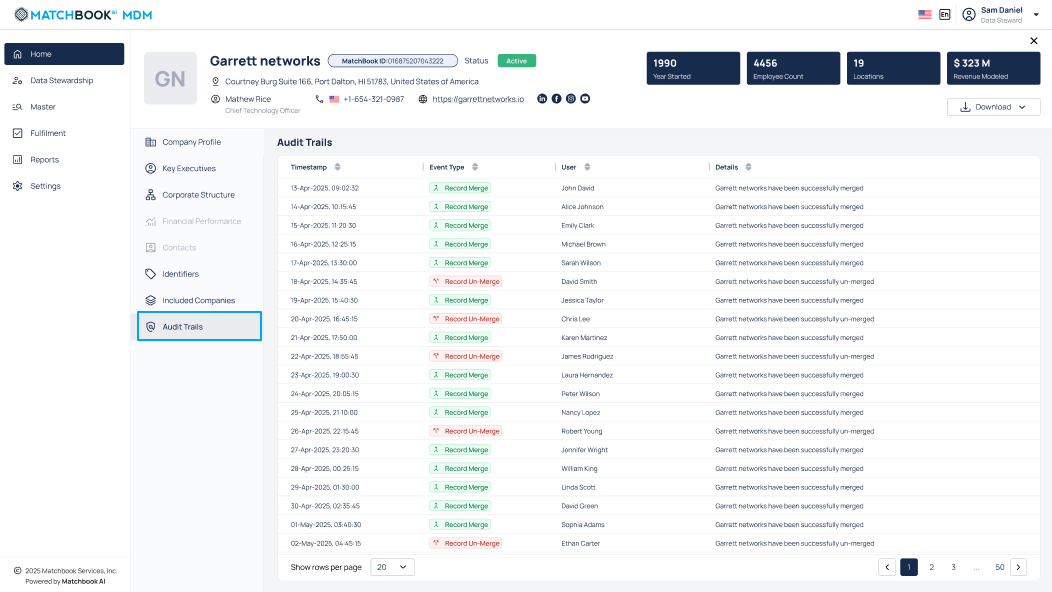 MATCHBOOK AI MDM
En
Sam Daniel
Data Steward
Home
Data Stewardship
Master
Fulfilment
Reports
Settings
GN
Garrett networks MatchBook ID:016875207043222 Status Active
Courtney Burg Suite 166, Port Dalton, HI 51783, United States of America
Mathew Rice +1-654-321-0987 https://garrettnetworks.io
Chief Technology Officer
1990
Year Started
4456
Employee Count
19
Locations
$ 323 M
Revenue Modeled
Download
Company Profile
Key Executives
Corporate Structure
Financial Performance
Contacts
Identifiers
Included Companies
Audit Trails
Audit Trails
Timestamp Event Type User Details
13-Apr-2025, 09:02:32 Record Merge John David Garrett networks have been successfully merged
14-Apr-2025, 10:15:45 Record Merge Alice Johnson Garrett networks have been successfully merged
15-Apr-2025, 11:20:30 Record Merge Emily Clark Garrett networks have been successfully merged
16-Apr-2025, 12:25:15 Record Merge Michael Brown Garrett networks have been successfully merged
17-Apr-2025, 13:30:00 Record Merge Sarah Wilson Garrett networks have been successfully merged
18-Apr-2025, 14:35:45 Record Un-Merge David Smith Garrett networks have been successfully un-merged
19-Apr-2025, 15:40:30 Record Merge Jessica Taylor Garrett networks have been successfully merged
20-Apr-2025, 16:45:15 Record Un-Merge Chris Lee Garrett networks have been successfully un-merged
21-Apr-2025, 17:50:00 Record Merge Karen Martinez Garrett networks have been successfully merged
22-Apr-2025, 18:55:45 Record Un-Merge James Rodriguez Garrett networks have been successfully un-merged
23-Apr-2025, 19:00:30 Record Merge Laura Hernandez Garrett networks have been successfully merged
24-Apr-2025, 20:05:15 Record Merge Peter Wilson Garrett networks have been successfully merged
25-Apr-2025, 21:10:00 Record Merge Nancy Lopez Garrett networks have been successfully merged
26-Apr-2025, 22:15:45 Record Un-Merge Robert Young Garrett networks have been successfully un-merged
27-Apr-2025, 23:20:30 Record Merge Jennifer Wright Garrett networks have been successfully merged
28-Apr-2025, 00:25:15 Record Merge William King Garrett networks have been successfully merged
29-Apr-2025, 01:30:00 Record Merge Linda Scott Garrett networks have been successfully merged
30-Apr-2025, 02:35:45 Record Merge David Green Garrett networks have been successfully merged
01-May-2025, 03:40:30 Record Merge Sophia Adams Garrett networks have been successfully merged
02-May-2025, 04:45:15 Record Un-Merge Ethan Carter Garrett networks have been successfully un-merged
Show rows per page 20
1 2 3 ... 50
© 2025 Matchbook Services, Inc.
Powered by Matchbook AI